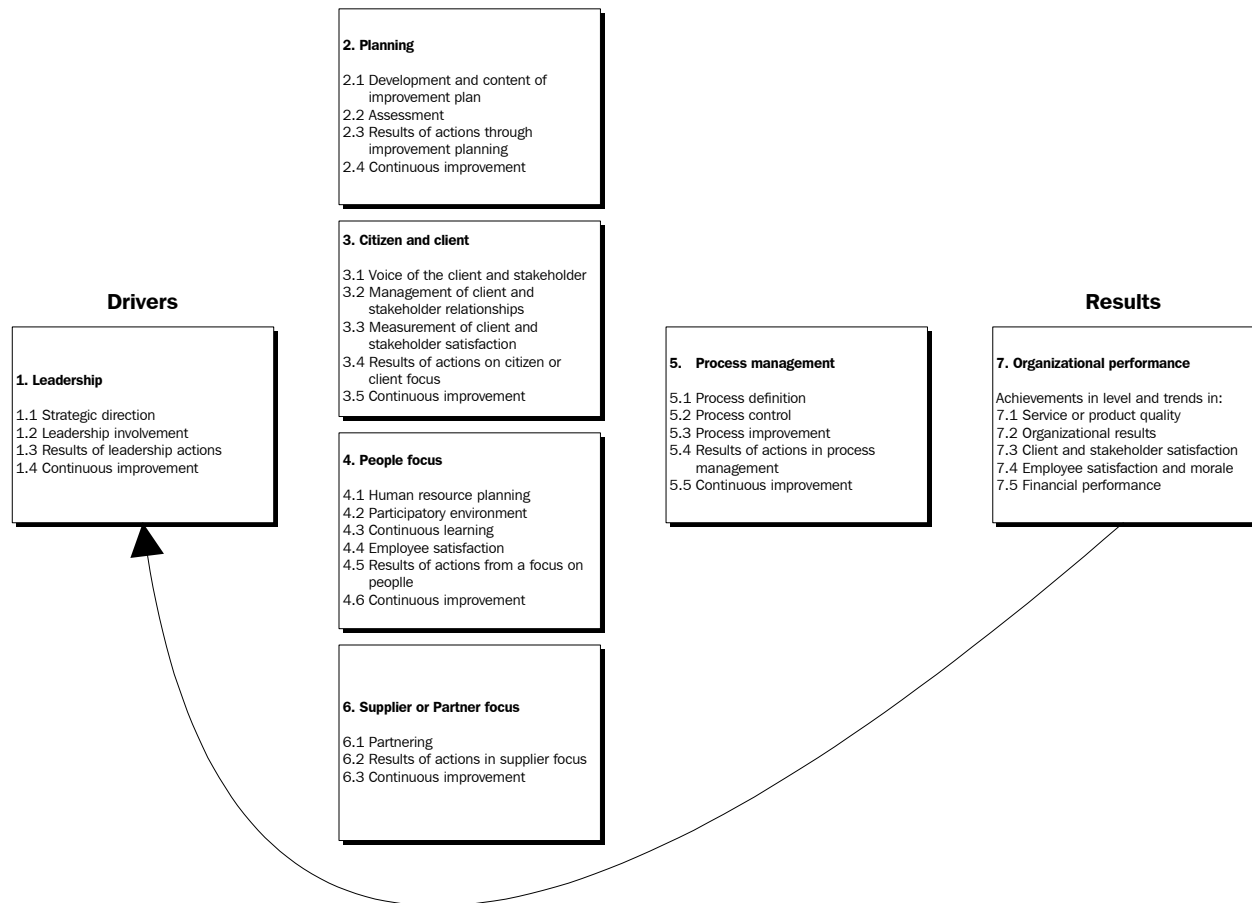 Drivers
1. Leadership
1.1 Strategic direction
1.2 Leadership involvement
1.3 Results of leadership actions
1.4 Continuous improvement
2. Planning
2.1 Development and content of
improvement plan
2.2 Assessment
2.3 Results of actions through
improvement planning
2.4 Continuous improvement
3. Citizen and client
3.1 Voice of the client and stakeholder
3.2 Management of client and
stakeholder relationships
3.3 Measurement of client and
stakeholder satisfaction
3.4 Results of actions on citizen or
client focus
3.5 Continuous improvement
4. People focus
4.1 Human resource planning
4.2 Participatory environment
4.3 Continuous learning
4.4 Employee satisfaction
4.5 Results of actions from a focus on
peoplle
4.6 Continuous improvement
6. Supplier or Partner focus
6.1 Partnering
6.2 Results of actions in supplier focus
6.3 Continuous improvement
5. Process management
5.1 Process definition
5.2 Process control
5.3 Process improvement
5.4 Results of actions in process
management
5.5 Continuous improvement
Results
7. Organizational performance
Achievements in level and trends in:
7.1 Service or product quality
7.2 Organizational results
7.3 Client and stakeholder satisfaction
7.4 Employee satisfaction and morale
7.5 Financial performance